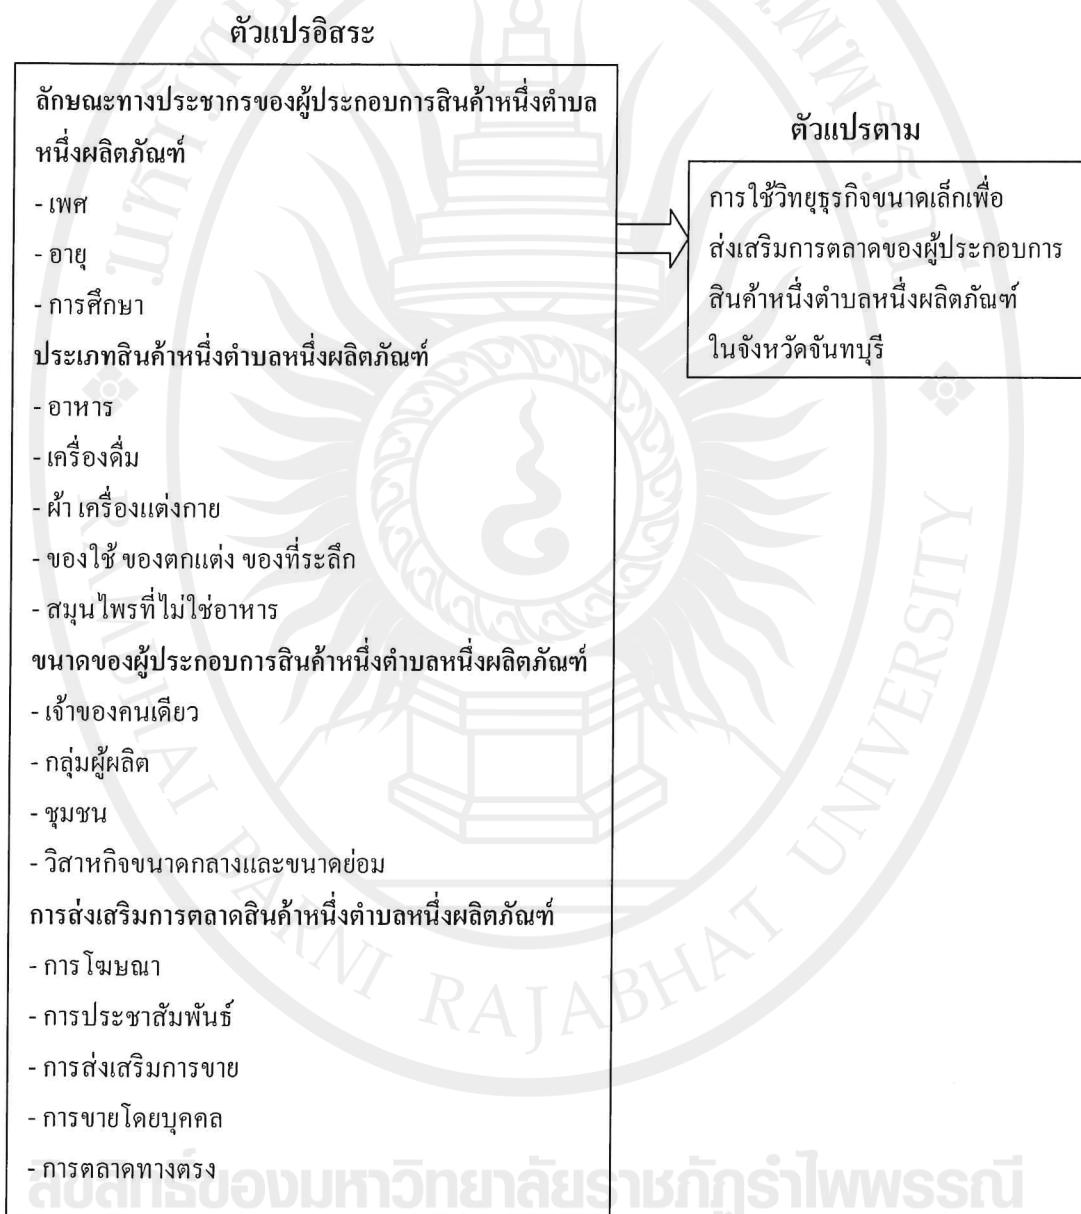 ตัวแปรอิสระ
ลักษณะทางประชากรของผู้ประกอบการสินค้าหนึ่งตำบล
หนึ่งผลิตภัณฑ์
- เพศ
- อายุ
- การศึกษา
ประเภทสินค้าหนึ่งตำบลหนึ่งผลิตภัณฑ์
- อาหาร
- เครื่องดื่ม
- ผ้า เครื่องแต่งกาย
- ของใช้ ของตกแต่ง ของที่ระลึก
- สมุนไพรที่ไม่ใช่อาหาร
ขนาดของผู้ประกอบการสินค้าหนึ่งตำบลหนึ่งผลิตภัณฑ์
- เจ้าของคนเดียว
- กลุ่มผู้ผลิต
- ชุมชน
- วิสาหกิจขนาดกลางและขนาดย่อม
การส่งเสริมการตลาดสินค้าหนึ่งตำบลหนึ่งผลิตภัณฑ์
- การโฆษณา
- การประชาสัมพันธ์
- การส่งเสริมการขาย
- การขายโดยบุคคล
- การตลาดทางตรง
ตัวแปรตาม
การใช้วิทยุธุรกิจขนาดเล็กเพื่อ
ส่งเสริมการตลาดของผู้ประกอบการ
สินค้าหนึ่งตำบลหนึ่งผลิตภัณฑ์
ในจังหวัดจันทบุรี
RAJABHAT UNIVERSITY
ลิขสิทธิ์ของมหาวิทยาลัยราชภัฏรำไพพรรณี